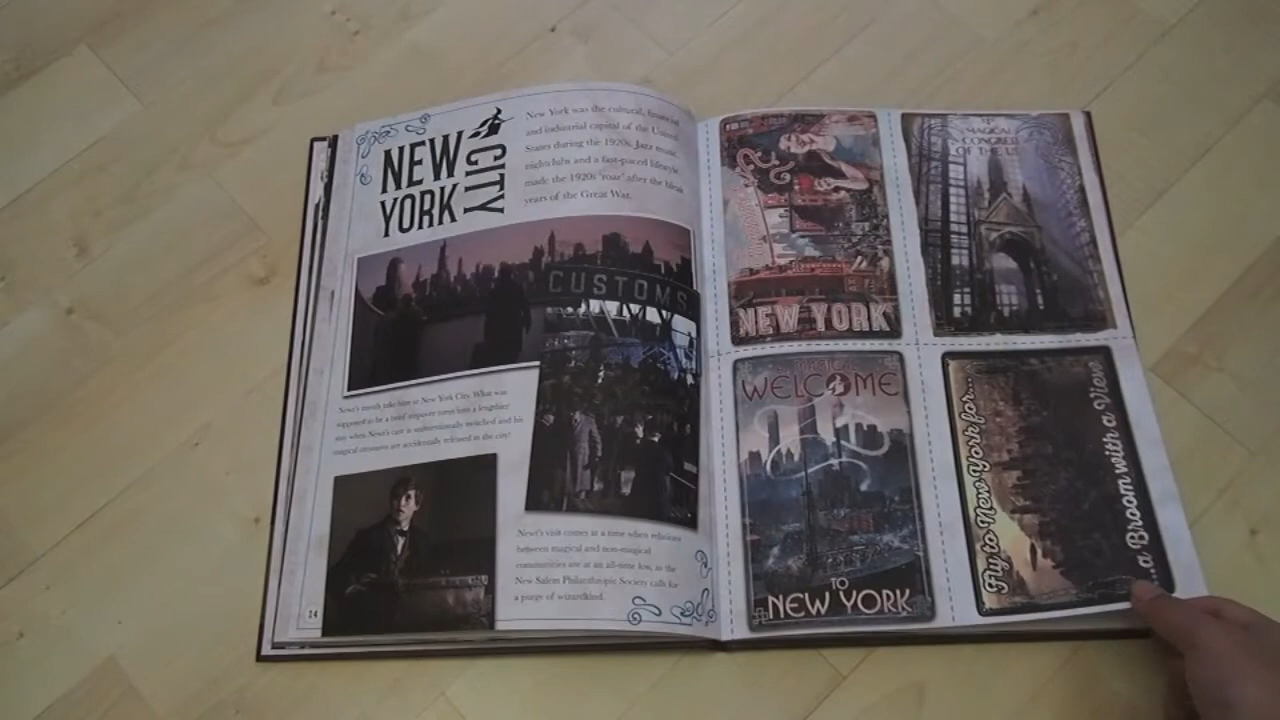 NEW
YORK
CITY
New York was the cultural, financial
and industrial capital of the United
States during the 1920s. Jazz music,
nightclubs and a fast-paced lifestyle
made the 1920s 'roar' after the bleak
years of the Great War.
CUSTOMS
Newt's travels take him to New York City. What was
supposed to be a brief stopover turns into a lengthier
stay when Newt's case is unintentionally switched and his
magical creatures are accidentally released in the city!
Newt's visit comes at a time when relations
between magical and non-magical
communities are at an all-time low, as the
New Salem Philanthropic Society calls for
a purge of wizardkind.
14
NEW YORK
MAGICAL
CONGRESS
OF THE
WELCOME
TO
NEW YORK
Fly to New York for...
...a Broom with a View